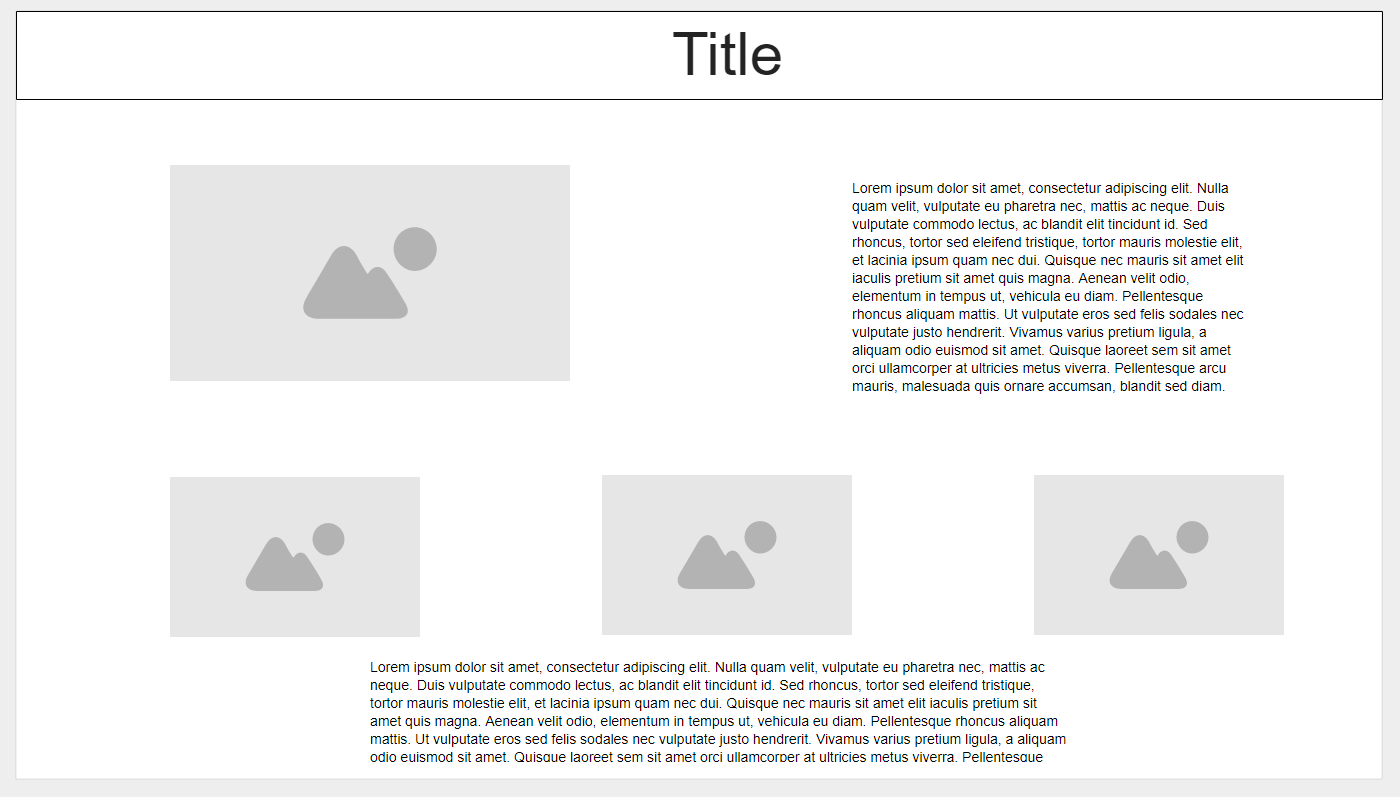 Title
Lorem ipsum dolor sit amet, consectetur adipiscing elit. Nulla
quam velit, vulputate eu pharetra nec, mattis ac neque. Duis
vulputate commodo lectus, ac blandit elit tincidunt id. Sed
rhoncus, tortor sed eleifend tristique, tortor mauris molestie elit,
et lacinia ipsum quam nec dui. Quisque nec mauris sit amet elit
iaculis pretium sit amet quis magna. Aenean velit odio,
elementum in tempus ut, vehicula eu diam. Pellentesque
rhoncus aliquam mattis. Ut vulputate eros sed felis sodales nec
vulputate justo hendrerit. Vivamus varius pretium ligula, a
aliquam odio euismod sit amet. Quisque laoreet sem sit amet
orci ullamcorper at ultricies metus viverra. Pellentesque arcu
mauris, malesuada quis ornare accumsan, blandit sed diam.
Lorem ipsum dolor sit amet, consectetur adipiscing elit. Nulla quam velit, vulputate eu pharetra nec, mattis ac
neque. Duis vulputate commodo lectus, ac blandit elit tincidunt id. Sed rhoncus, tortor sed eleifend tristique,
tortor mauris molestie elit, et lacinia ipsum quam nec dui. Quisque nec mauris sit amet elit iaculis pretium sit
amet quis magna. Aenean velit odio, elementum in tempus ut, vehicula eu diam. Pellentesque rhoncus aliquam
mattis. Ut vulputate eros sed felis sodales nec vulputate justo hendrerit. Vivamus varius pretium ligula, a aliquam
odio euismod sit amet. Quisque laoreet sem sit amet orci ullamcorper at ultricies metus viverra. Pellentesque